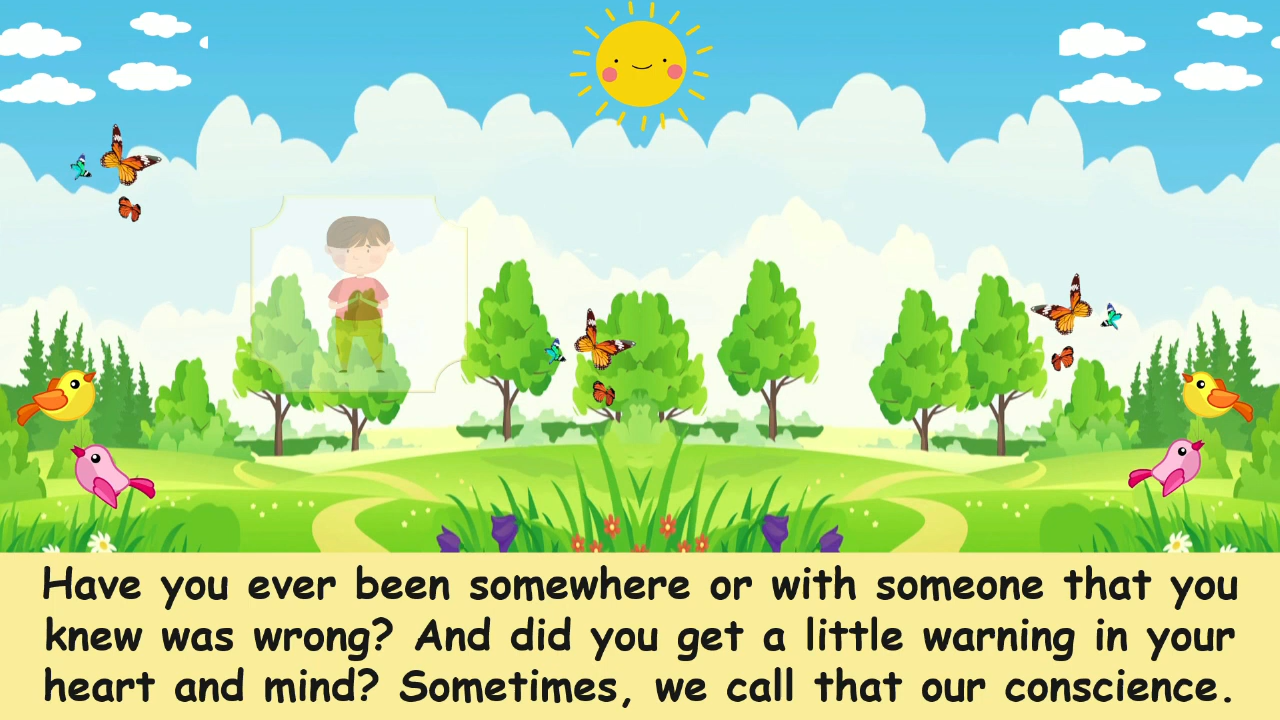 Have you ever been somewhere or with someone that you
knew was wrong? And did you get a little warning in your
heart and mind? Sometimes, we call that our conscience.